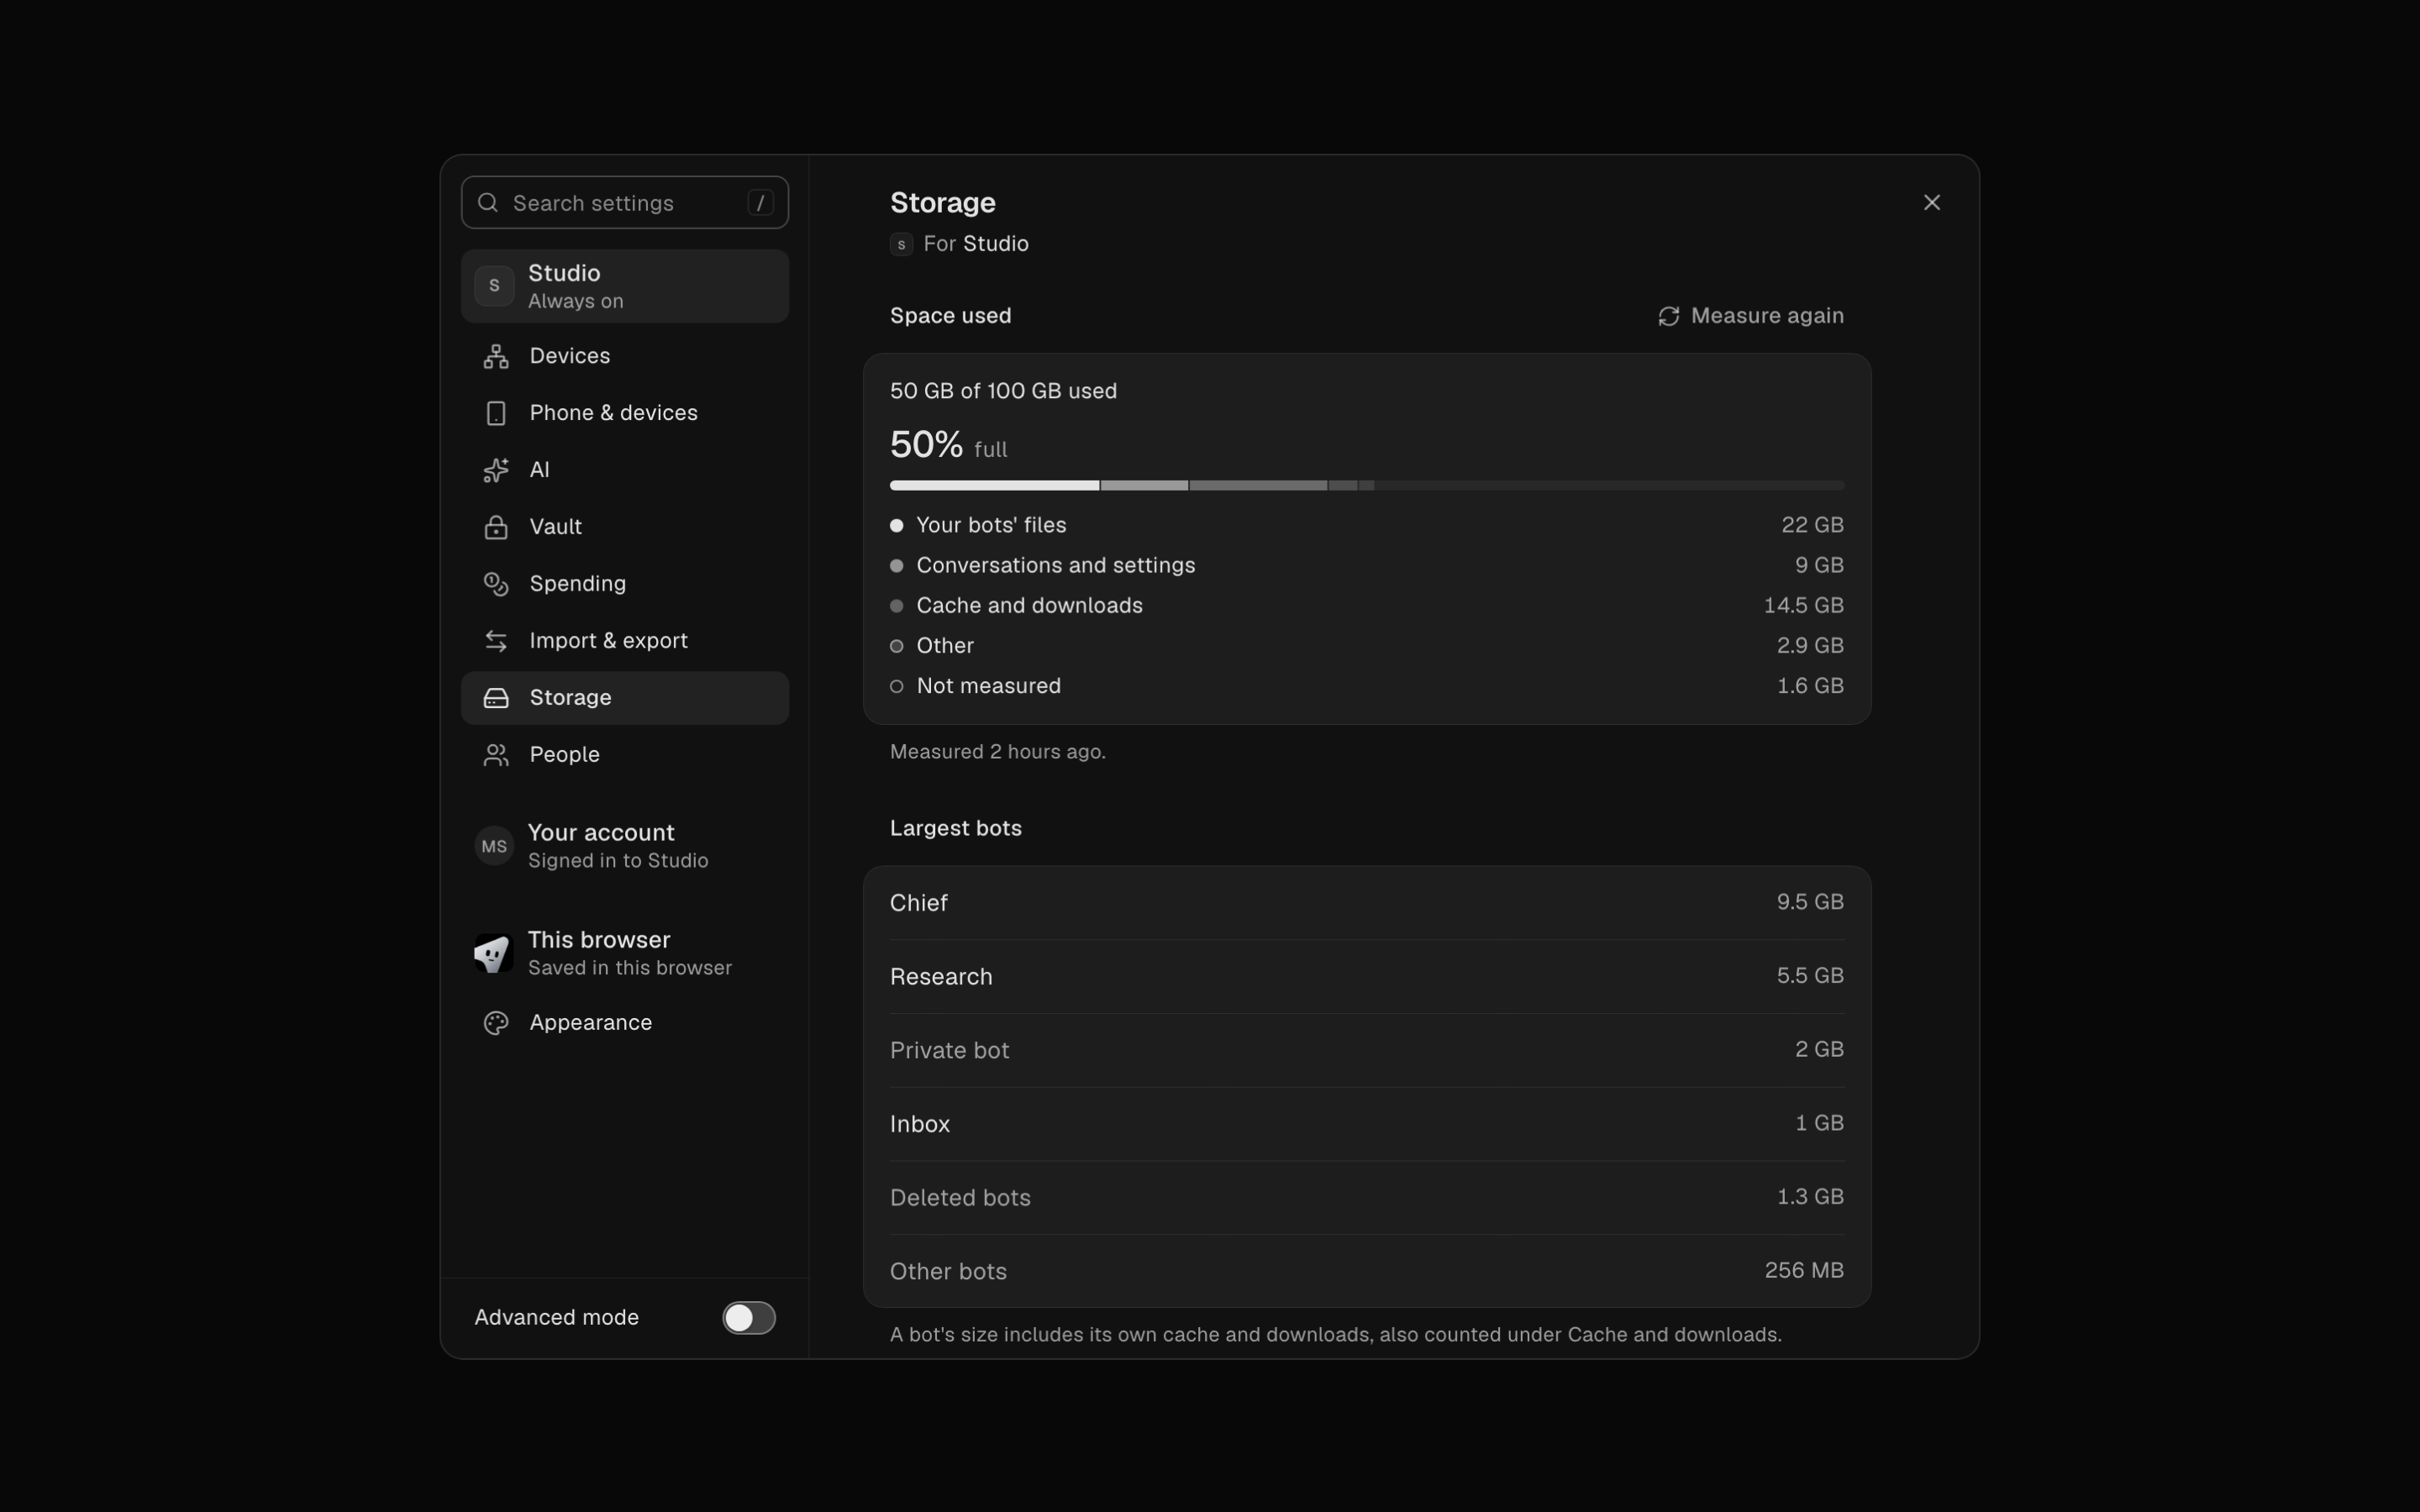 Search settings /
S
Studio
Always on
Devices
Phone & devices
AI
Vault
Spending
Import & export
Storage
People
MS
Your account
Signed in to Studio
This browser
Saved in this browser
Appearance
Advanced mode
Storage
S For Studio
Space used
Measure again
50 GB of 100 GB used
50% full
Your bots' files 22 GB
Conversations and settings 9 GB
Cache and downloads 14.5 GB
Other 2.9 GB
Not measured 1.6 GB
Measured 2 hours ago.
Largest bots
Chief 9.5 GB
Research 5.5 GB
Private bot 2 GB
Inbox 1 GB
Deleted bots 1.3 GB
Other bots 256 MB
A bot's size includes its own cache and downloads, also counted under Cache and downloads.